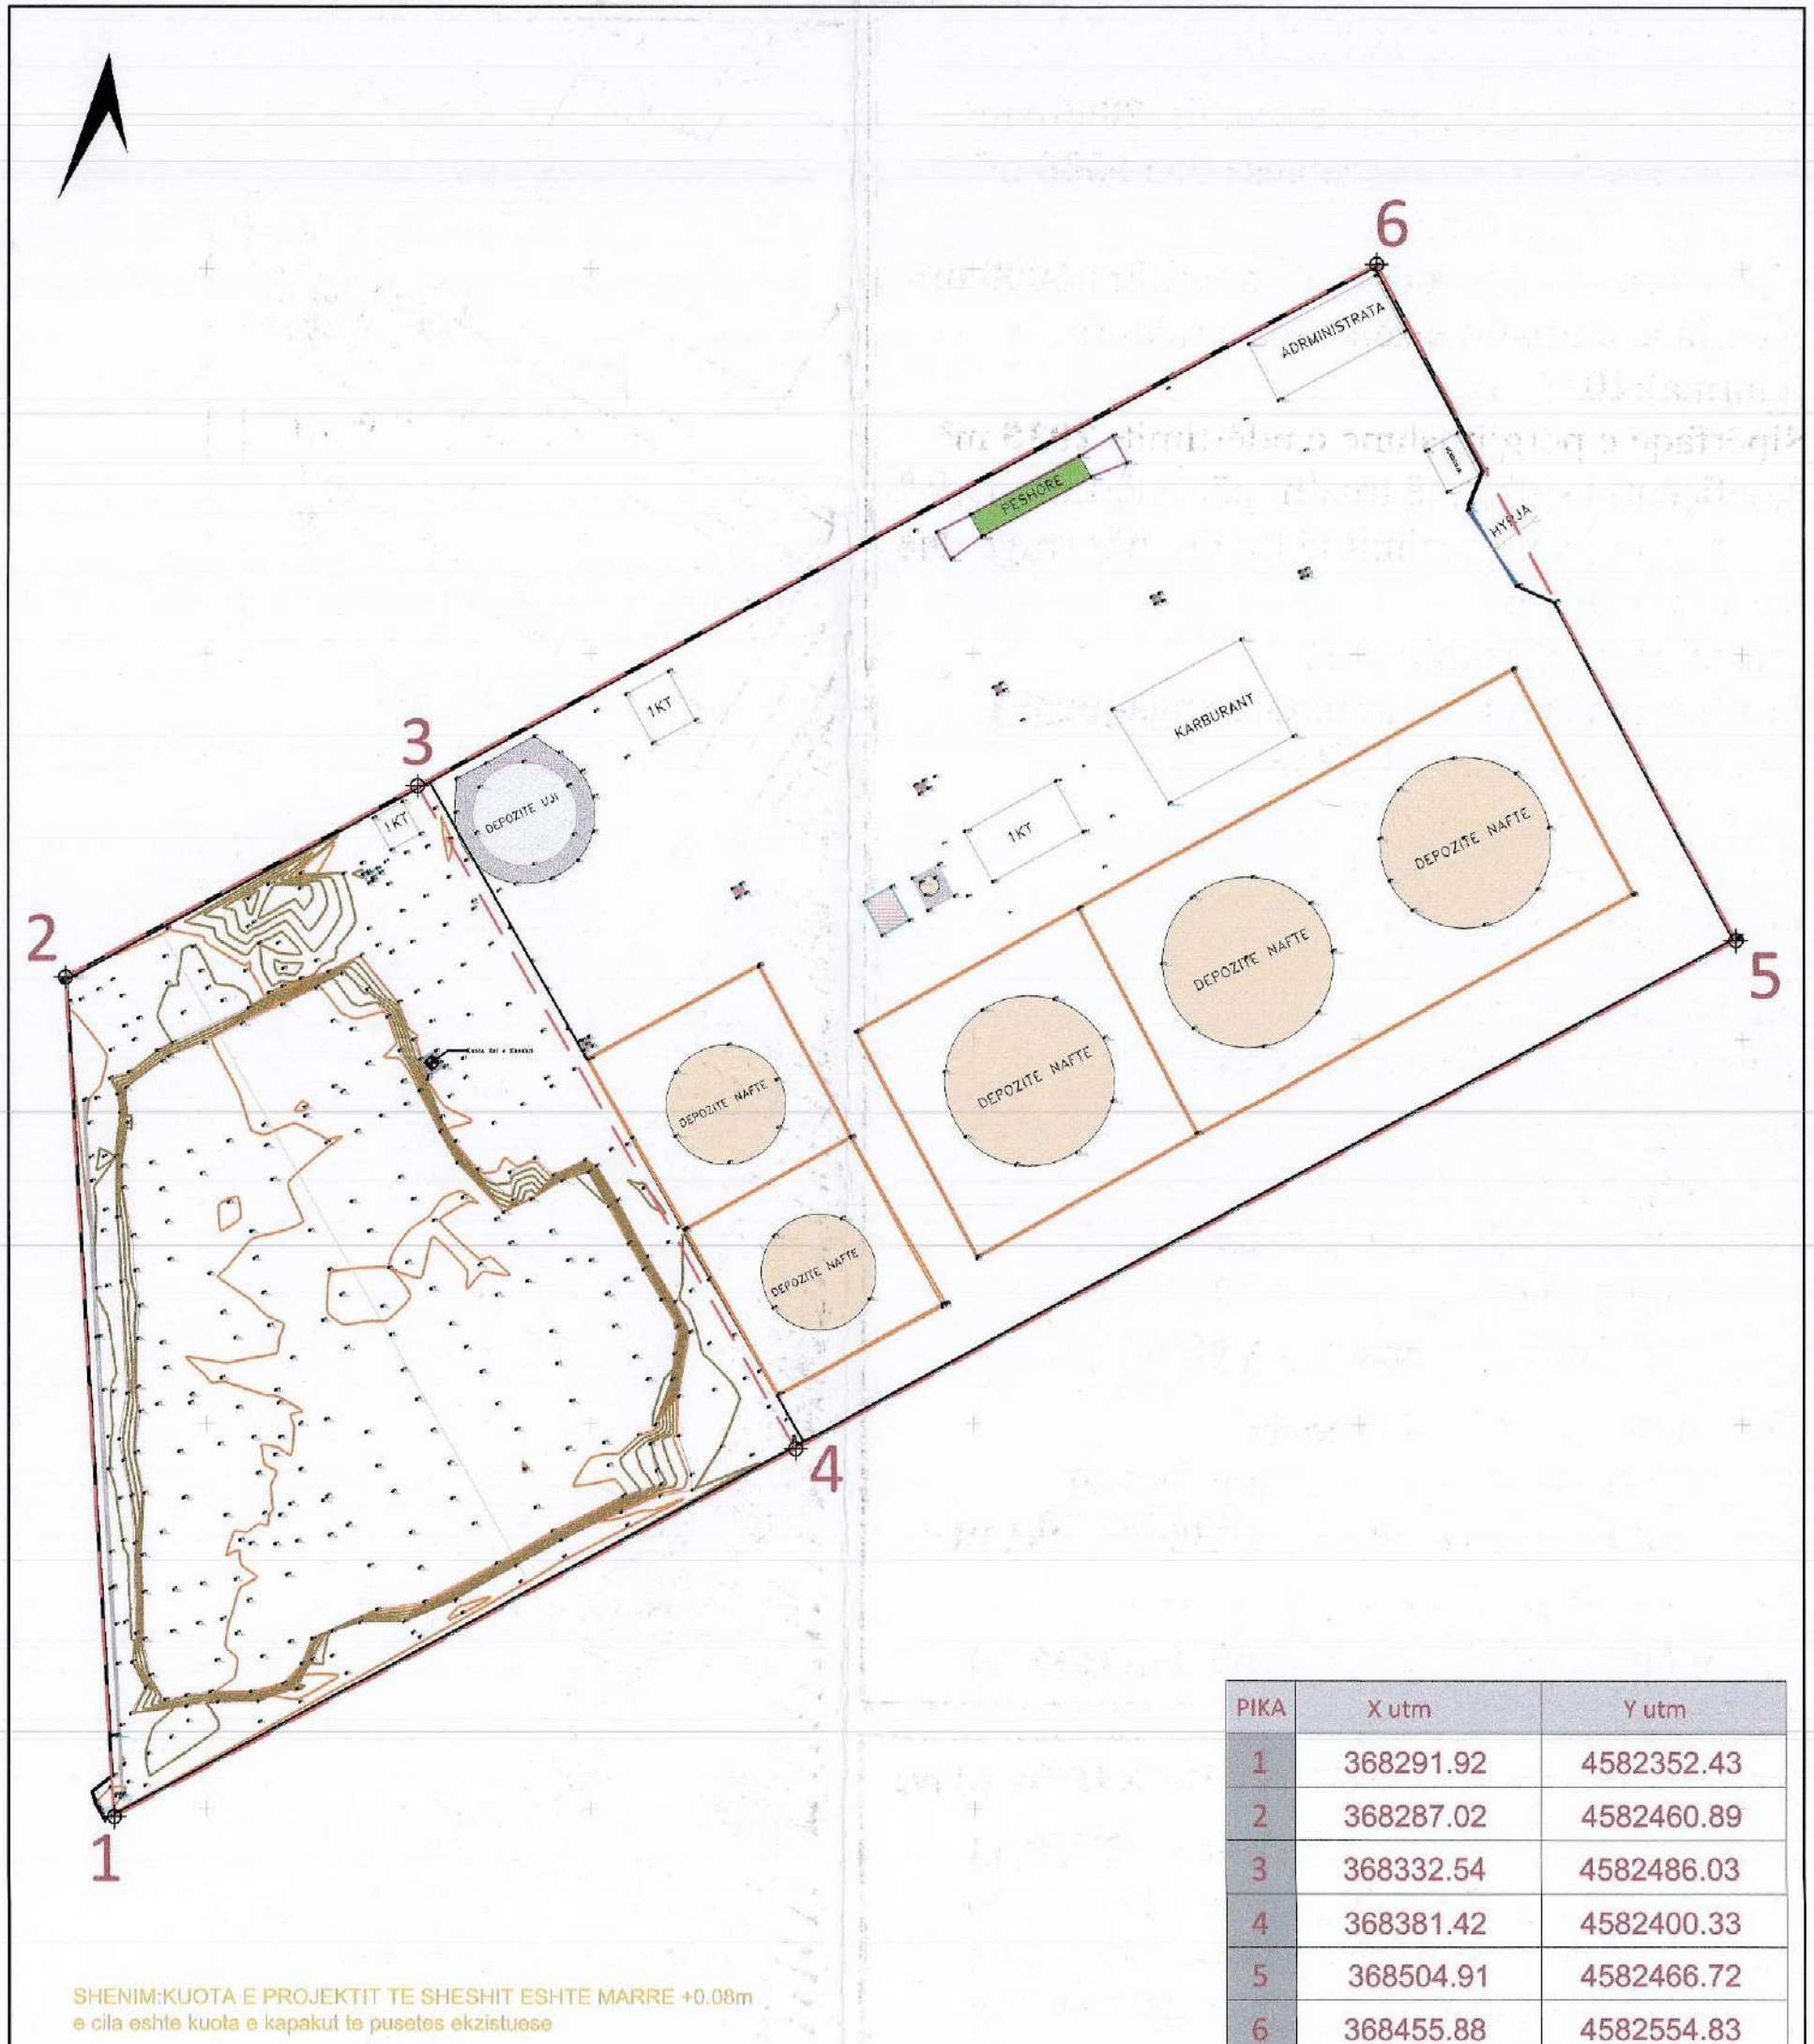 6
ADRMINISTRATA
PESHORE
HYRJA
1KT
KARBURANT
3
DEPOZITE UJI
1KT
1KT
DEPOZITE NAFTE
2
DEPOZITE NAFTE
5
DEPOZITE NAFTE
DEPOZITE NAFTE
DEPOZITE NAFTE
4
1
PIKA X utm Y utm
1 368291.92 4582352.43
2 368287.02 4582460.89
3 368332.54 4582486.03
4 368381.42 4582400.33
5 368504.91 4582466.72
6 368455.88 4582554.83
SHENIM:KUOTA E PROJEKTIT TE SHESHIT ESHTE MARRE +0.08m
e cila eshte kuota e kapakut te pusetes ekzistuese